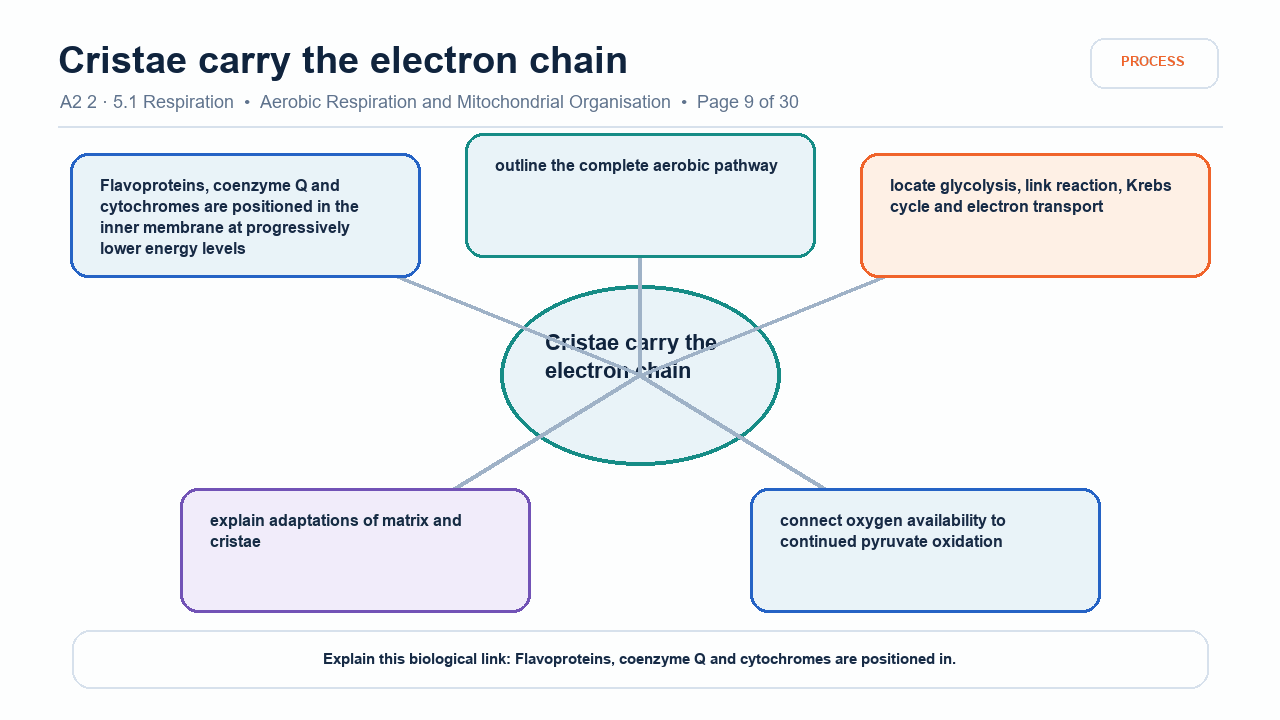 Cristae carry the electron chain
PROCESS
A2 2 · 5.1 Respiration • Aerobic Respiration and Mitochondrial Organisation • Page 9 of 30
Flavoproteins, coenzyme Q and
cytochromes are positioned in the
inner membrane at progressively
lower energy levels
outline the complete aerobic pathway
locate glycolysis, link reaction, Krebs
cycle and electron transport
Cristae carry the
electron chain
explain adaptations of matrix and
cristae
connect oxygen availability to
continued pyruvate oxidation
Explain this biological link: Flavoproteins, coenzyme Q and cytochromes are positioned in.